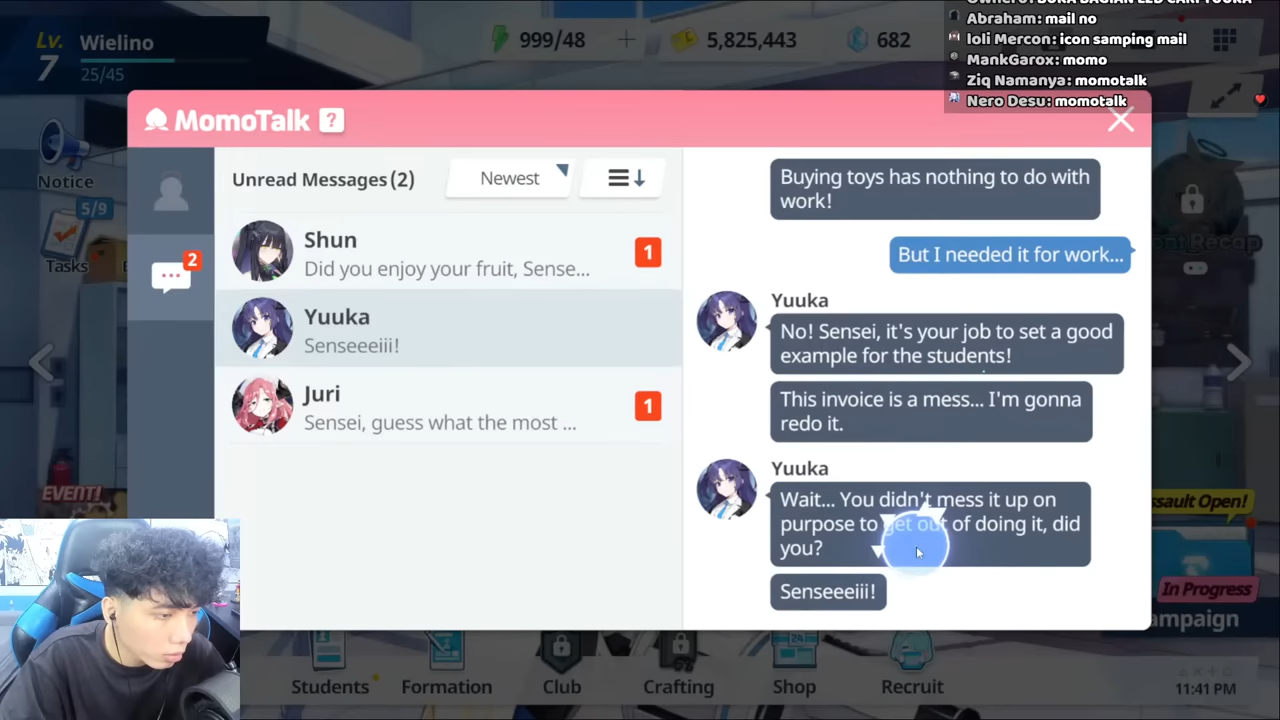 Lv.
7
Wielino
25/45
999/48
5,825,443
682
Abraham: mail no
loli Mercon: icon samping mail
MankGarox: momo
Ziq Namanya: momotalk
Nero Desu: momotalk
MomoTalk ?
Notice
5/9
Tasks
2
Unread Messages (2)
Newest
Shun
Did you enjoy your fruit, Sense...
1
Yuuka
Senseeeiii!
Juri
Sensei, guess what the most ...
1
Buying toys has nothing to do with
work!
But I needed it for work...
Yuuka
No! Sensei, it's your job to set a good
example for the students!
This invoice is a mess... I'm gonna
redo it.
Yuuka
Wait... You didn't mess it up on
purpose to get out of doing it, did
you?
Senseeeiii!
EVENT!
Recap
Open!
In Progress
Students
Formation
Club
Crafting
24
Shop
Recruit
11:41 PM